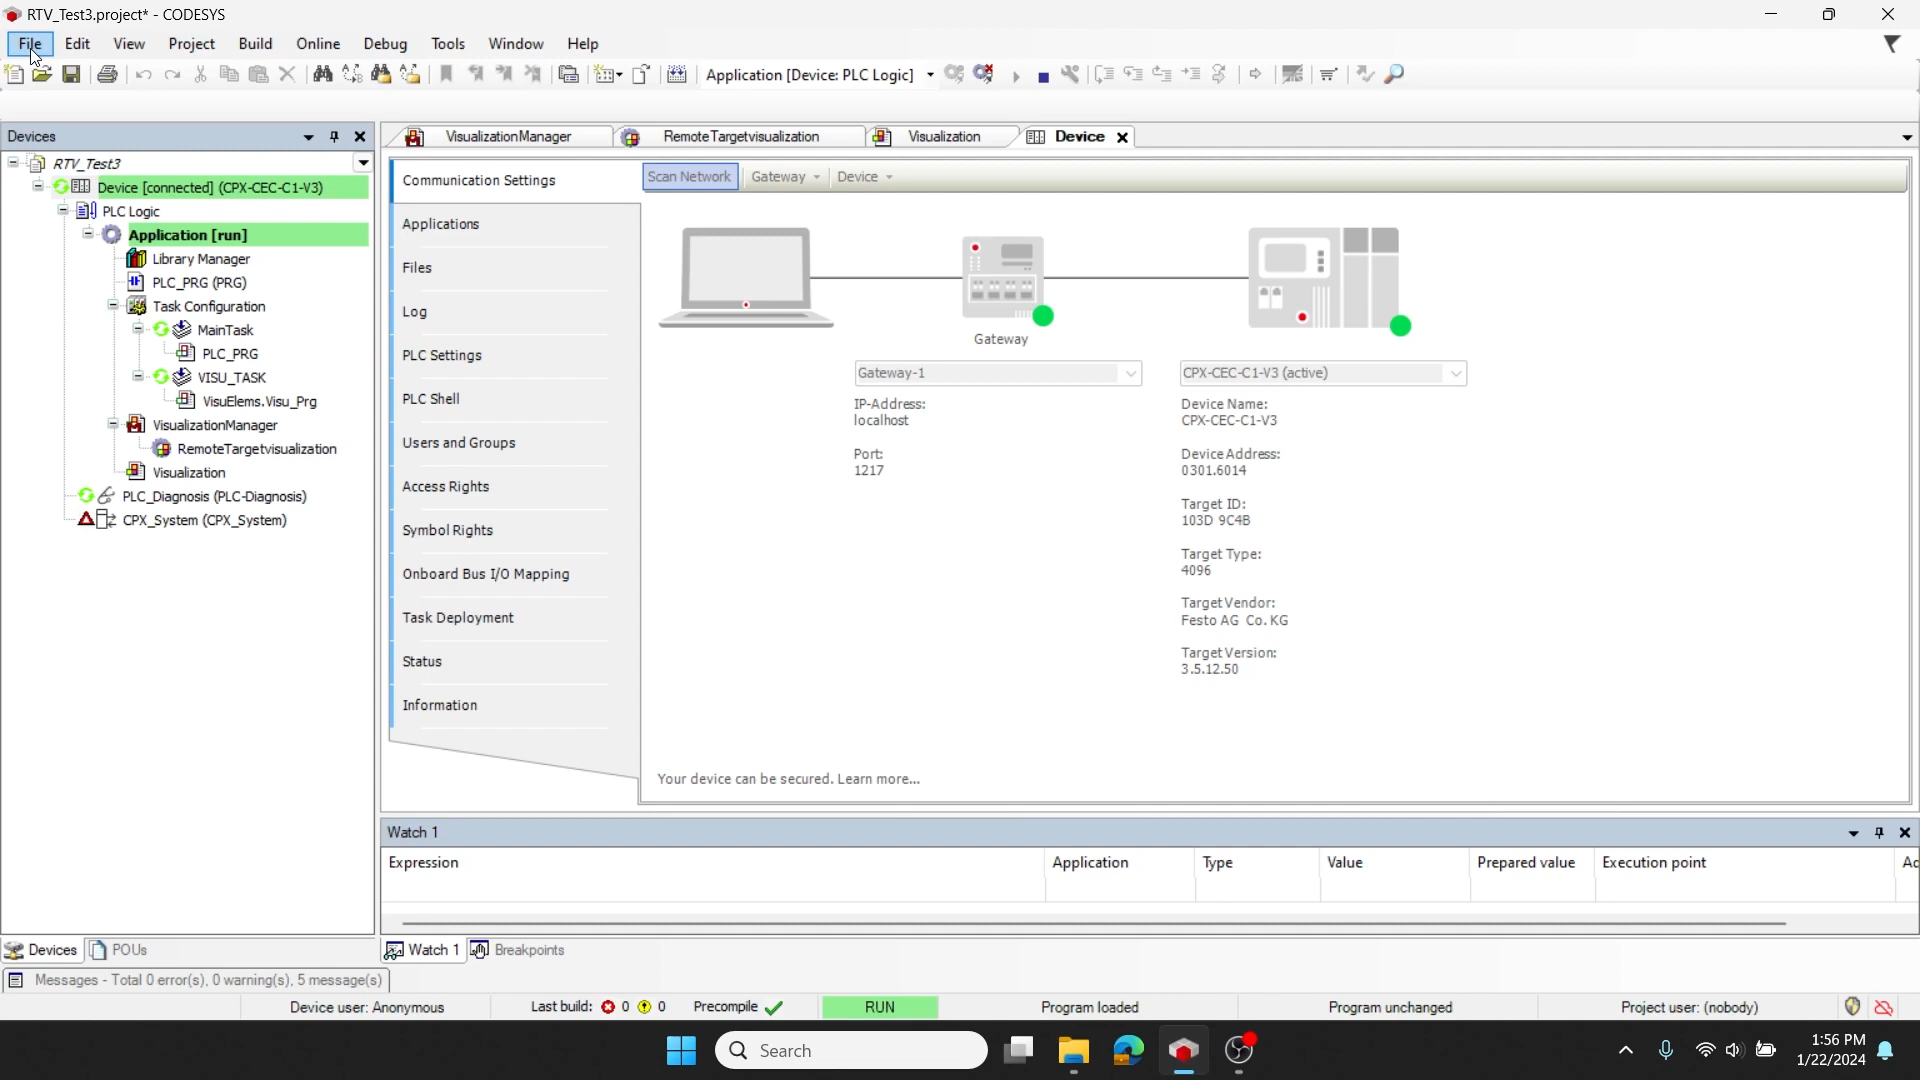 RTV_Test3.project* - CODESYS
File Edit View Project Build Online Debug Tools Window Help
Application [Device: PLC Logic]
Devices
RTV_Test3
Device [connected] (CPX-CEC-C1-V3)
PLC Logic
Application [run]
Library Manager
PLC_PRG (PRG)
Task Configuration
MainTask
PLC_PRG
VISU_TASK
VisuElems.Visu_Prg
VisualizationManager
RemoteTargetvisualization
Visualization
PLC_Diagnosis (PLC-Diagnosis)
CPX_System (CPX_System)
Devices POUs
VisualizationManager RemoteTargetvisualization Visualization Device
Communication Settings
Applications
Files
Log
PLC Settings
PLC Shell
Users and Groups
Access Rights
Symbol Rights
Onboard Bus I/O Mapping
Task Deployment
Status
Information
Scan Network Gateway Device
Gateway
Gateway-1
IP-Address:
localhost
Port:
1217
CPX-CEC-C1-V3 (active)
Device Name:
CPX-CEC-C1-V3
Device Address:
0301.6014
Target ID:
103D 9C4B
Target Type:
4096
Target Vendor:
Festo AG Co. KG
Target Version:
3.5.12.50
Your device can be secured. Learn more...
Watch 1
Expression Application Type Value Prepared value Execution point Ad
Watch 1 Breakpoints
Messages - Total 0 error(s), 0 warning(s), 5 message(s)
Device user: Anonymous Last build: 0 0 Precompile RUN Program loaded Program unchanged Project user: (nobody)
Search
1:56 PM
1/22/2024